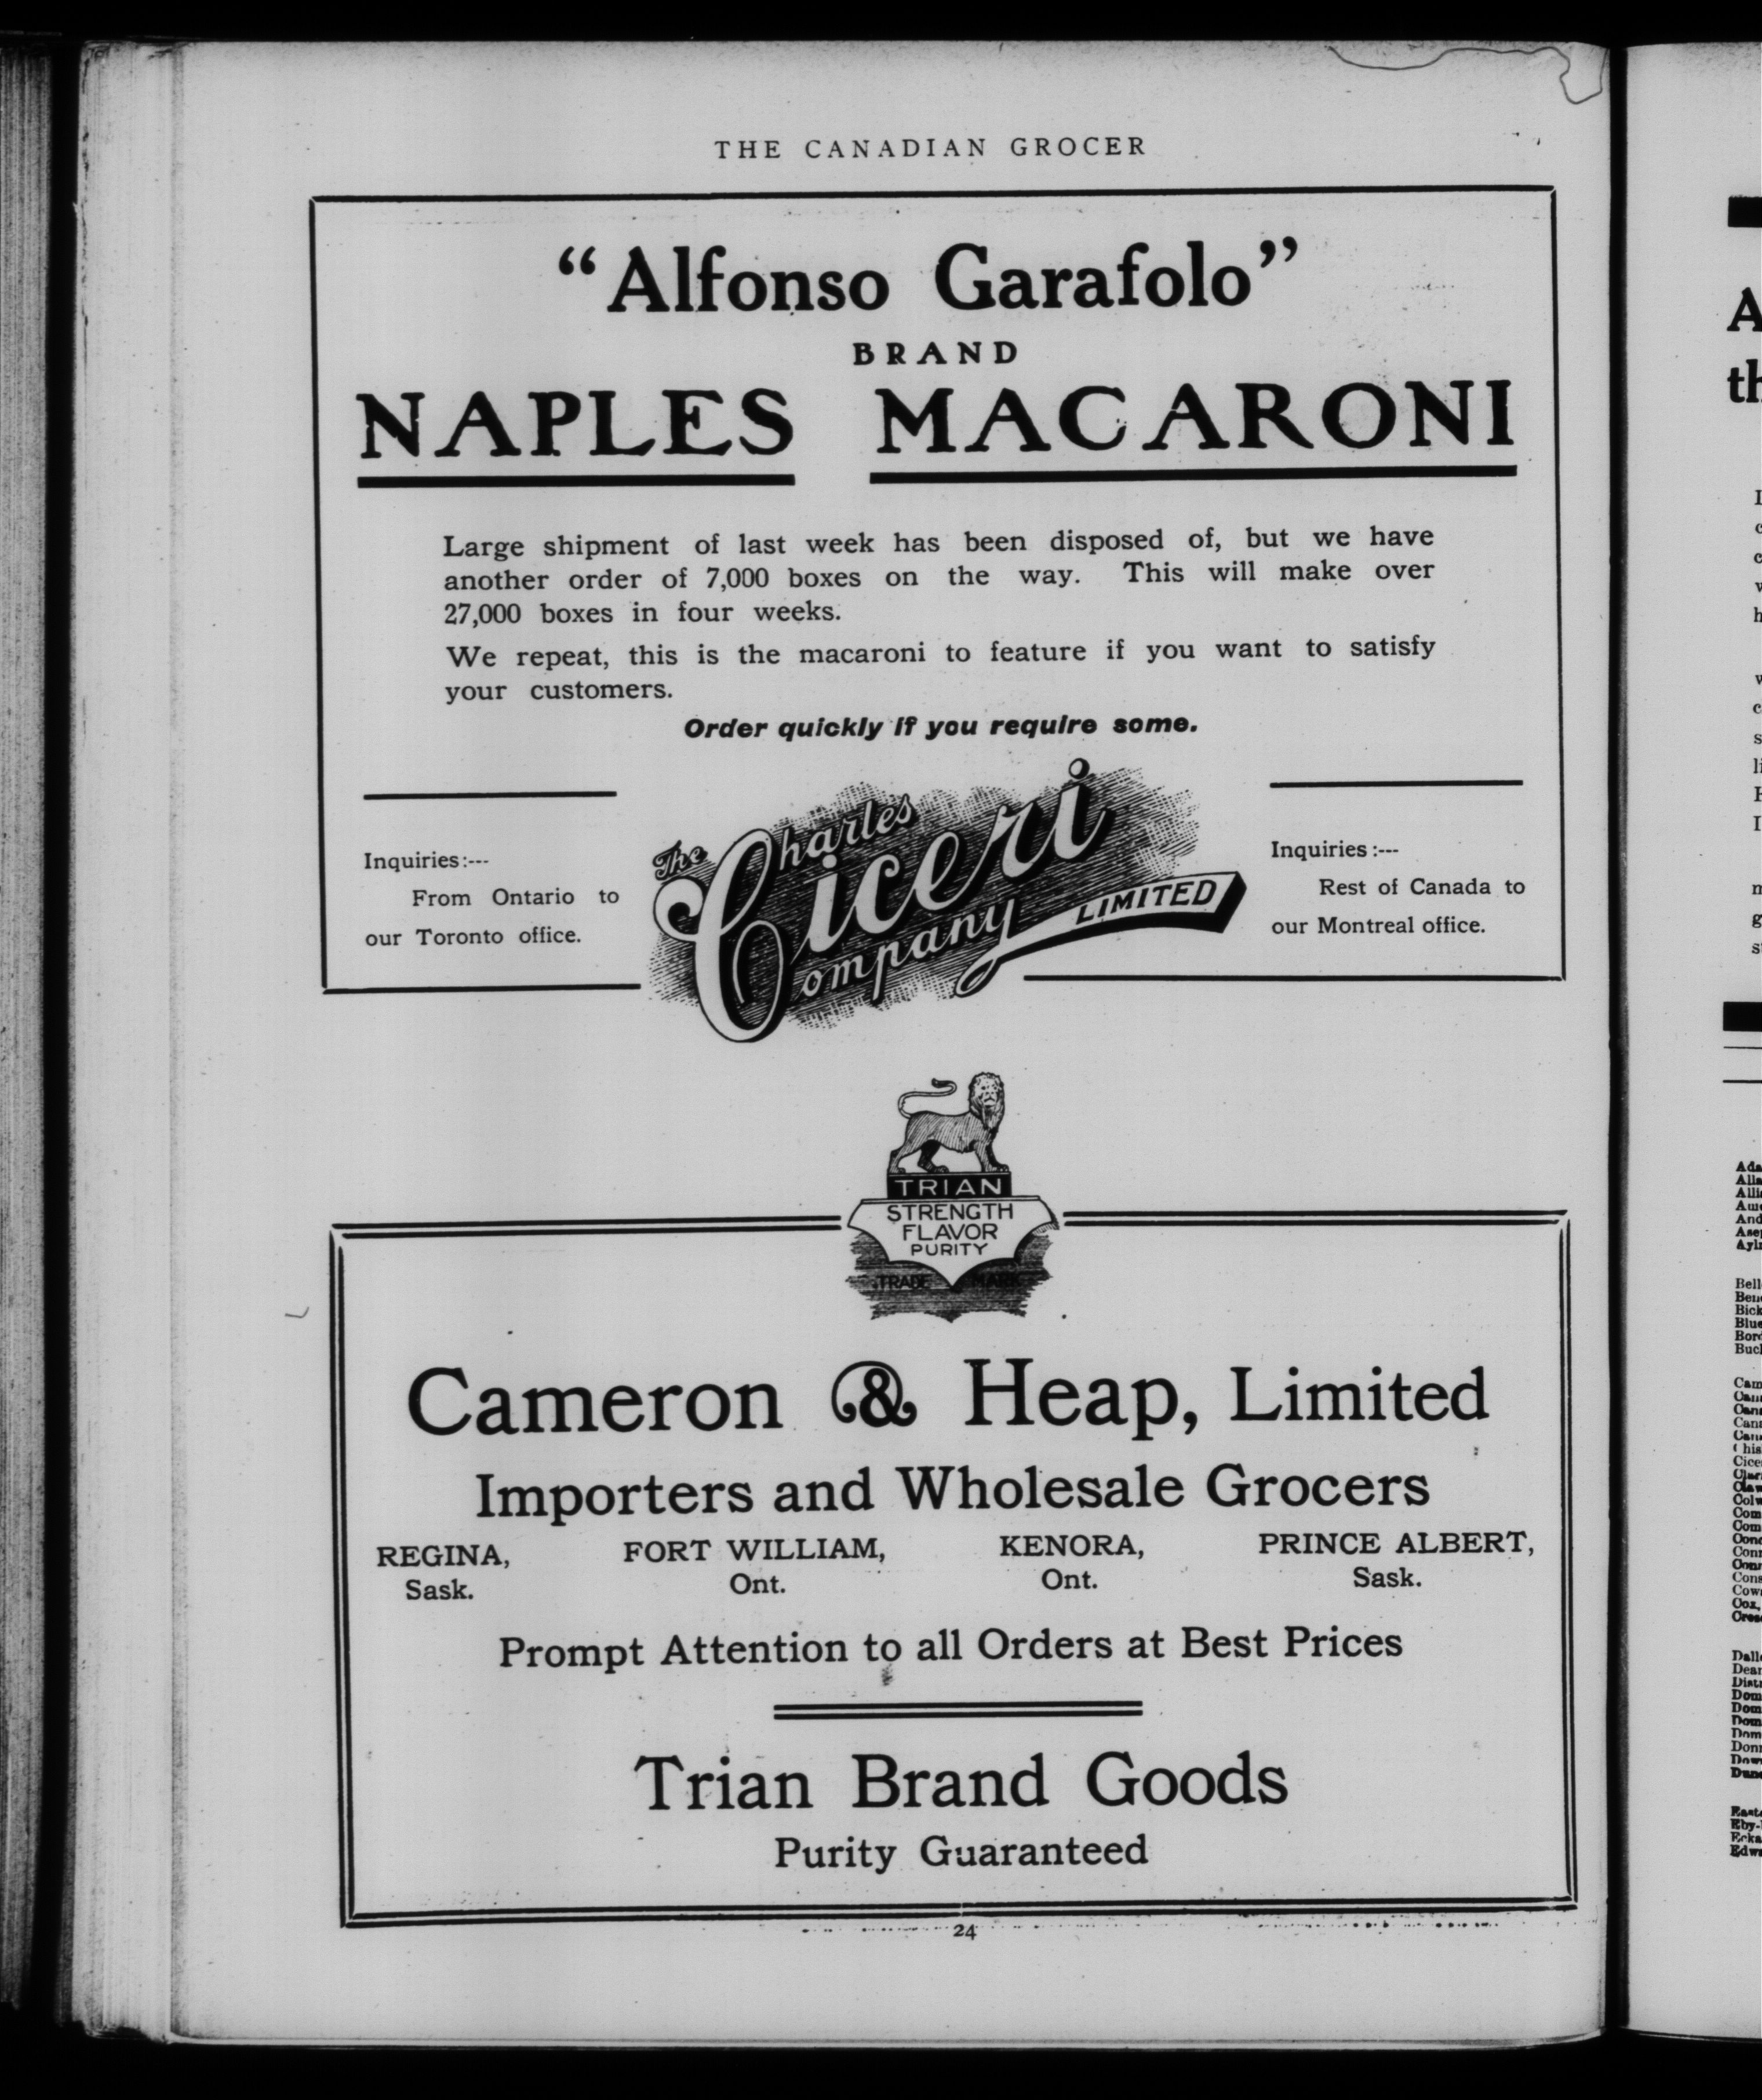 THE CANADIAN GROCER
“Alfonso Garafolo”
BRAND
NAPLES MACARONI
Large shipment of last week has been disposed of, but we have
another order of 7,000 boxes on the way. This will make over
27,000 boxes in four weeks.
We repeat, this is the macaroni to feature if you want to satisfy
your customers.
Order quickly if you require some.
Inquiries:---
From Ontario to
our Toronto office.
The Charles
Ciceri
Company LIMITED
Inquiries:---
Rest of Canada to
our Montreal office.
TRIAN
STRENGTH
FLAVOR
PURITY
TRADE MARK
Cameron & Heap, Limited
Importers and Wholesale Grocers
REGINA, FORT WILLIAM, KENORA, PRINCE ALBERT,
Sask. Ont. Ont. Sask.
Prompt Attention to all Orders at Best Prices
Trian Brand Goods
Purity Guaranteed
24